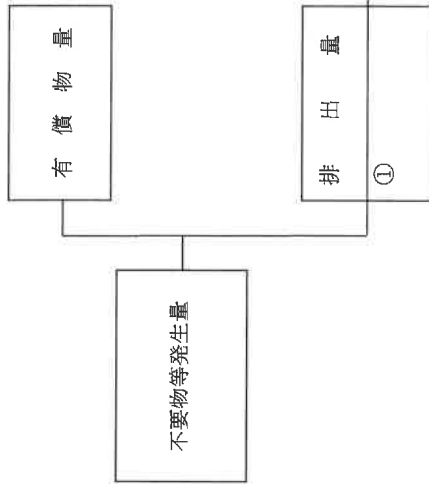 不要物等発生量
有償物量
排出量
①